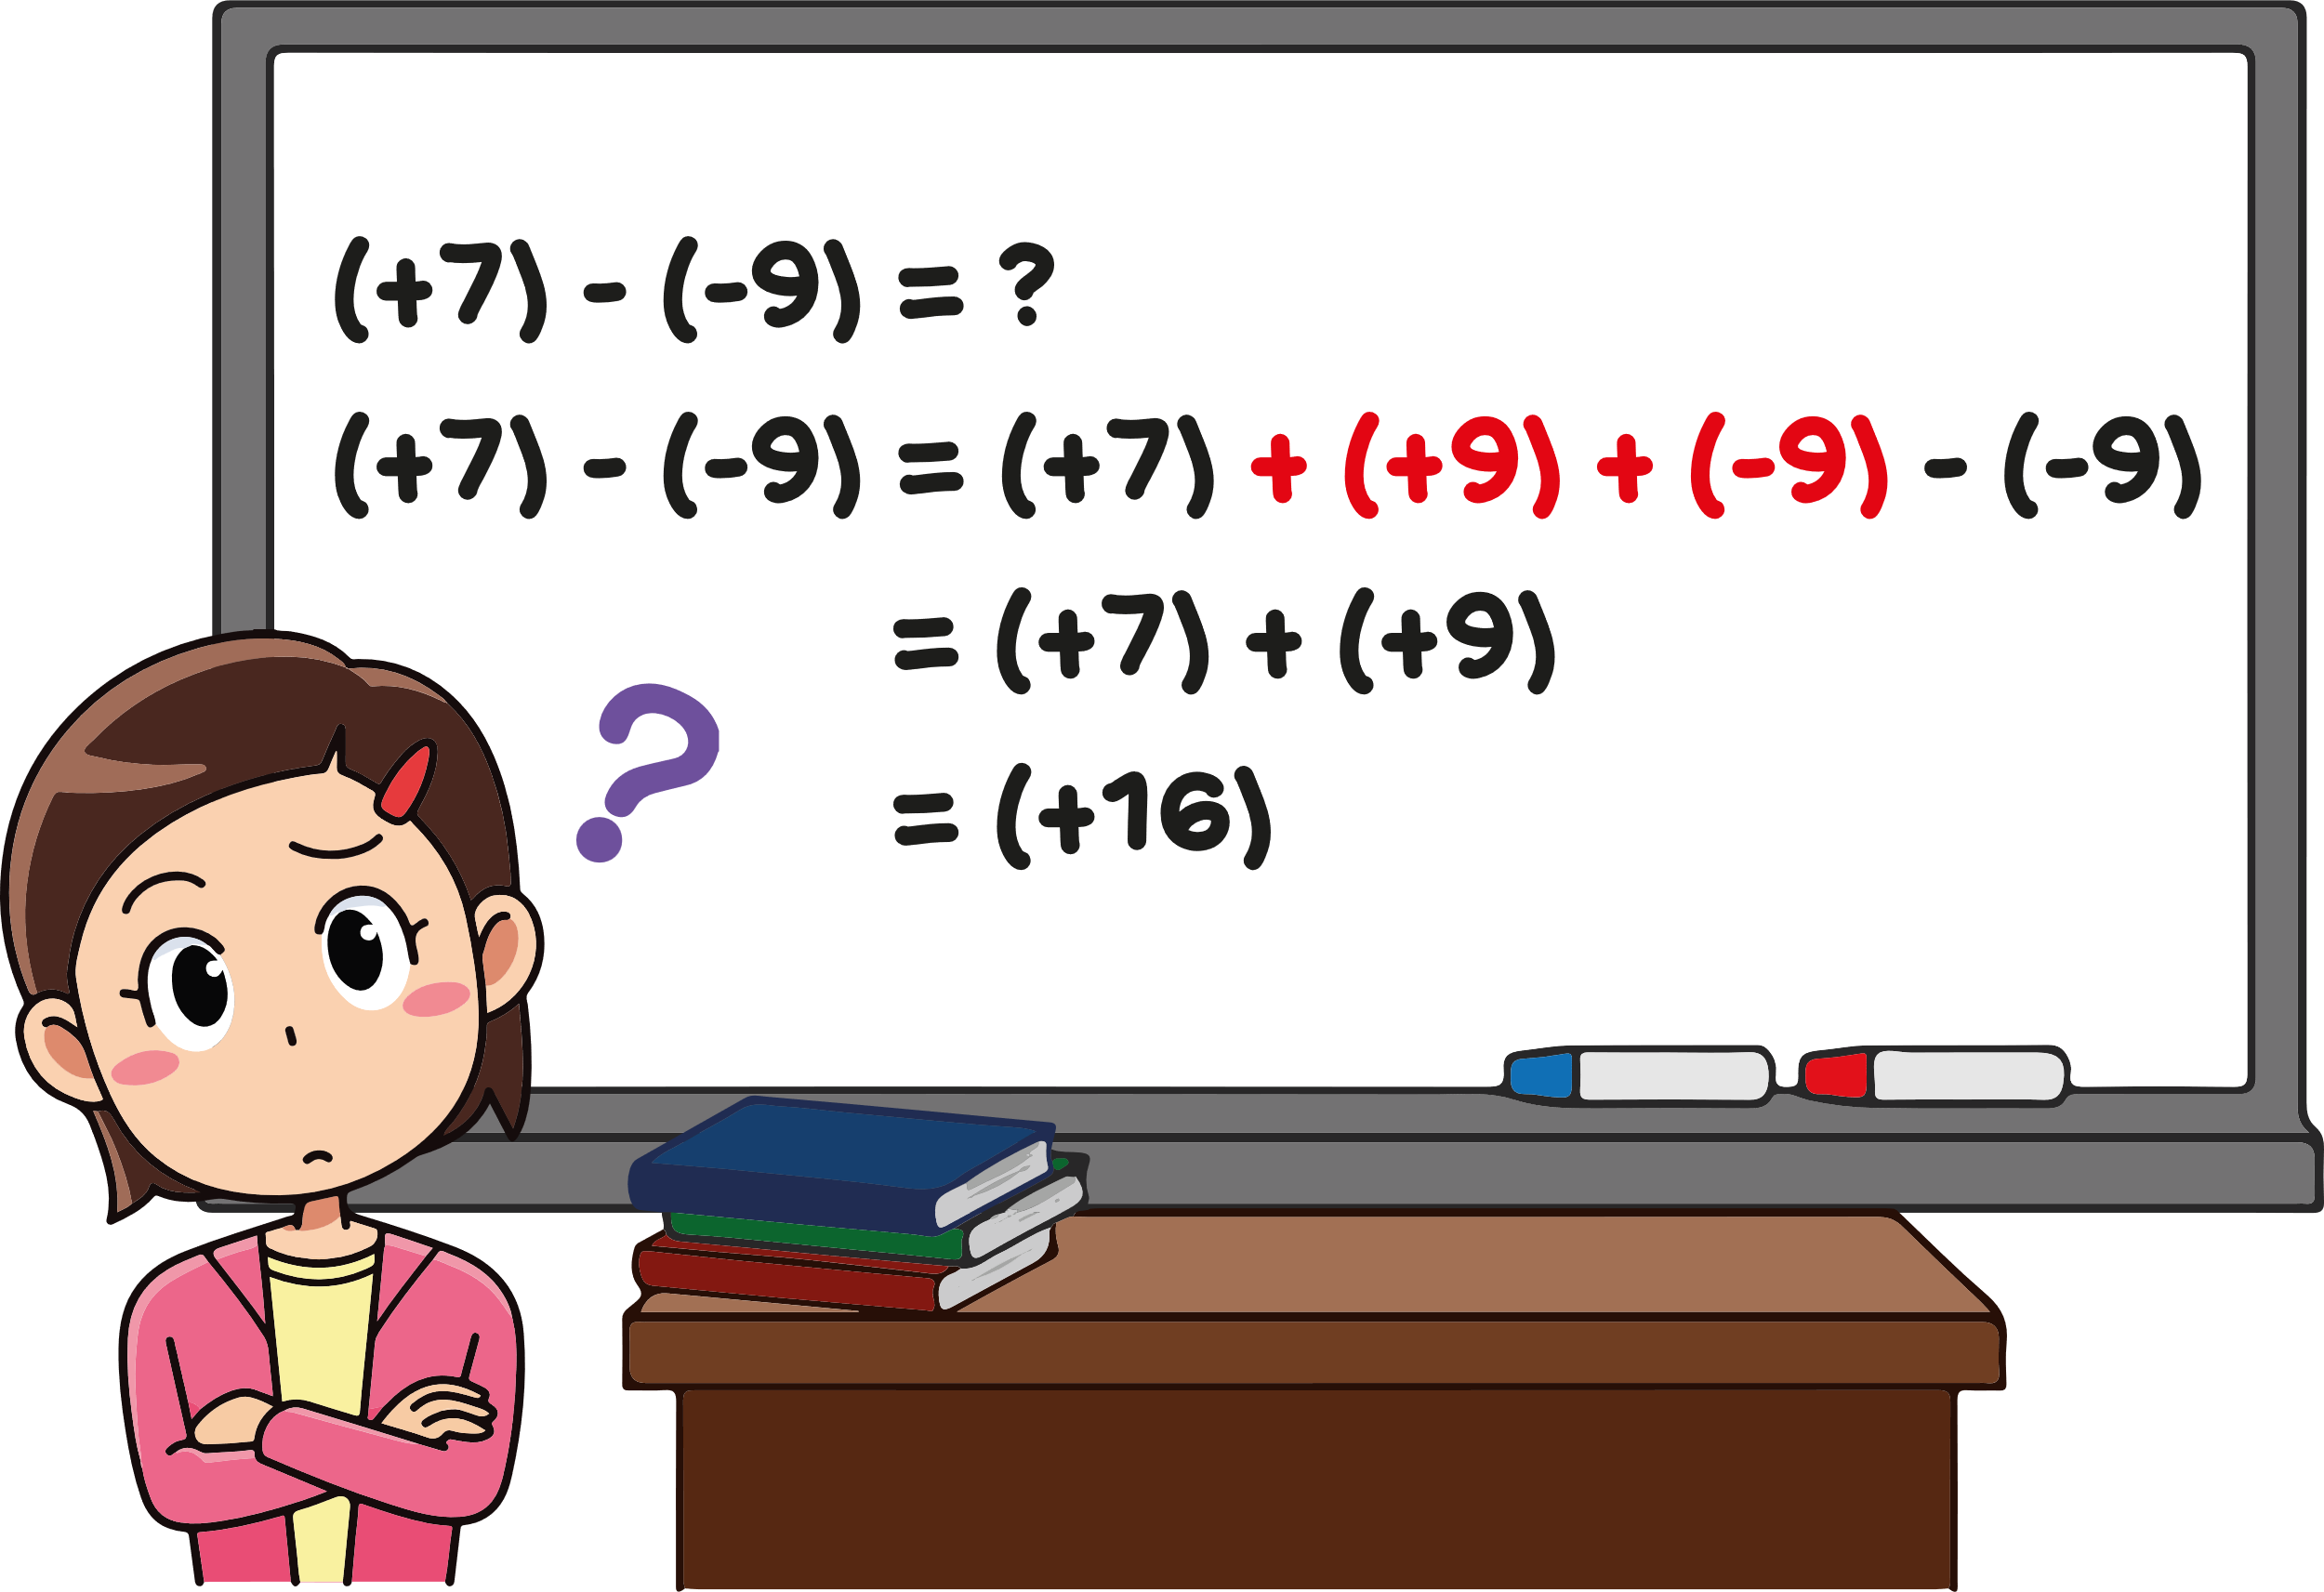 (+7) - (-9) = ?
(+7) - (-9) = (+7) + (+9) + (-9) - (-9)
= (+7) + (+9)
= (+16)
?